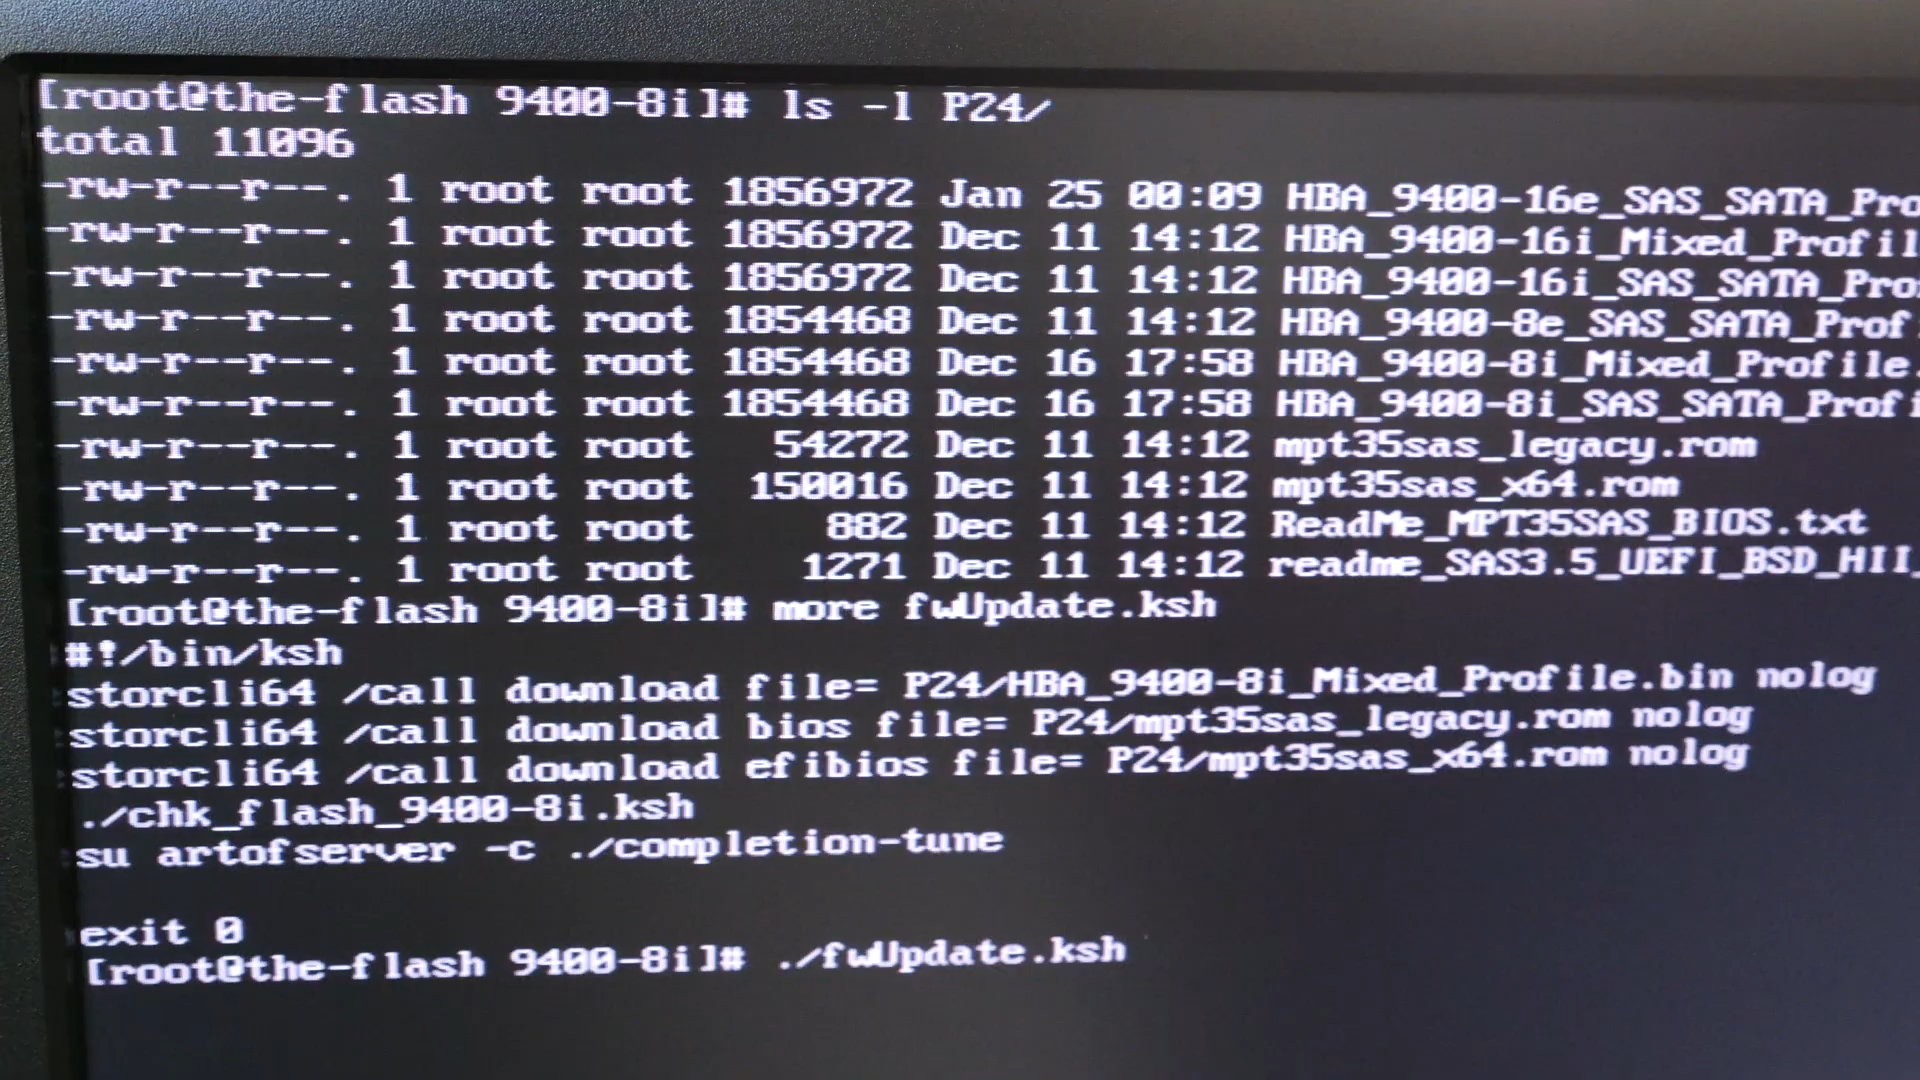 [root@the-flash 9400-8i]# ls -l P24/
total 11096
-rw-r--r--. 1 root root 1856972 Jan 25 00:09 HBA_9400-16e_SAS_SATA_Pro
-rw-r--r--. 1 root root 1856972 Dec 11 14:12 HBA_9400-16i_Mixed_Profil
-rw-r--r--. 1 root root 1856972 Dec 11 14:12 HBA_9400-16i_SAS_SATA_Pro
-rw-r--r--. 1 root root 1854468 Dec 11 14:12 HBA_9400-8e_SAS_SATA_Prof
-rw-r--r--. 1 root root 1854468 Dec 16 17:58 HBA_9400-8i_Mixed_Profile.
-rw-r--r--. 1 root root 1854468 Dec 16 17:58 HBA_9400-8i_SAS_SATA_Profi
-rw-r--r--. 1 root root 54272 Dec 11 14:12 mpt35sas_legacy.rom
-rw-r--r--. 1 root root 150016 Dec 11 14:12 mpt35sas_x64.rom
-rw-r--r--. 1 root root 882 Dec 11 14:12 ReadMe_MPT35SAS_BIOS.txt
-rw-r--r--. 1 root root 1271 Dec 11 14:12 readme_SAS3.5_UEFI_BSD_HII_
[root@the-flash 9400-8i]# more fwUpdate.ksh
#!/bin/ksh
storcli64 /call download file= P24/HBA_9400-8i_Mixed_Profile.bin nolog
storcli64 /call download bios file= P24/mpt35sas_legacy.rom nolog
storcli64 /call download efibios file= P24/mpt35sas_x64.rom nolog
./chk_flash_9400-8i.ksh
su artofserver -c ./completion-tune
exit 0
[root@the-flash 9400-8i]# ./fwUpdate.ksh